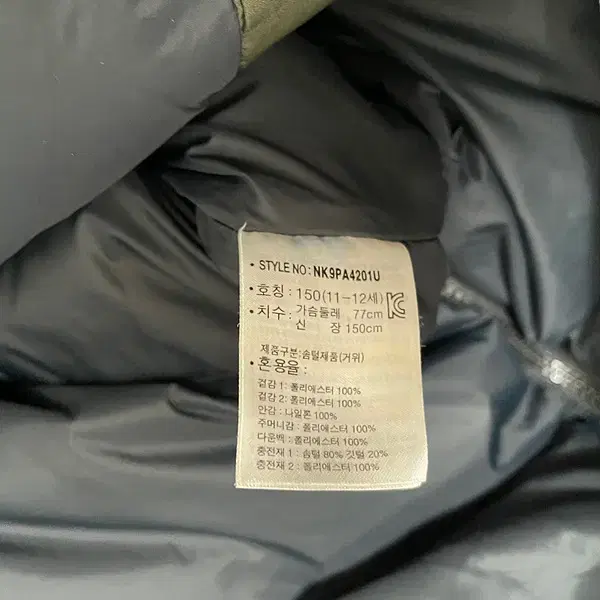 • STYLE NO: NK9PA4201U
• 호칭 : 150(11-12세)
• 치수 : 가슴둘레 77cm
신 장 150cm
제품구분:솜털제품(거위)
• 혼용율 :
겉감 1 : 폴리에스터 100%
겉감 2 : 폴리에스터 100%
안감 : 나일론 100%
주머니감 : 폴리에스터 100%
다운백 : 폴리에스터 100%
충전재 1 : 솜털 80% 깃털 20%
충전재 2 : 폴리에스터 100%